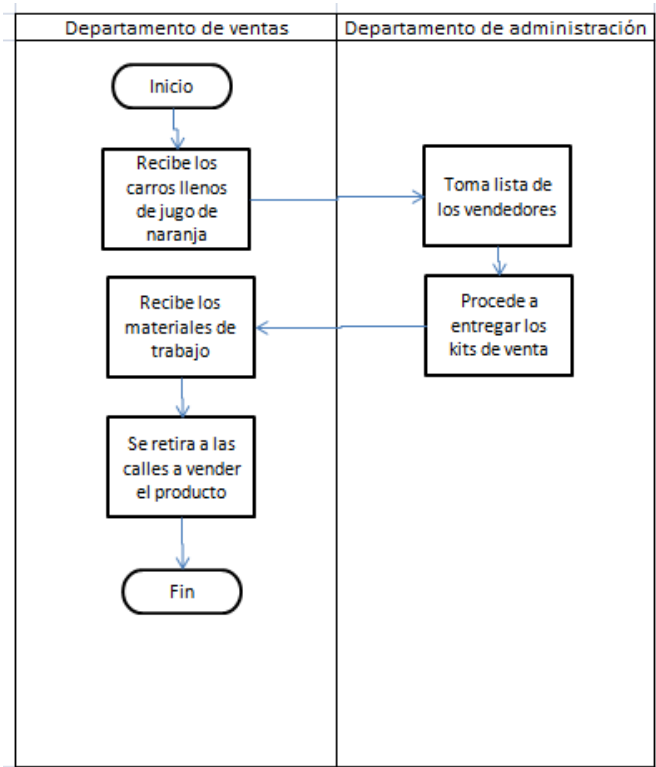 Departamento de ventas
Departamento de administración
Inicio
Recibe los
carros llenos
de jugo de
naranja
Toma lista de
los vendedores
Procede a
entregar los
kits de venta
Recibe los
materiales de
trabajo
Se retira a las
calles a vender
el producto
Fin